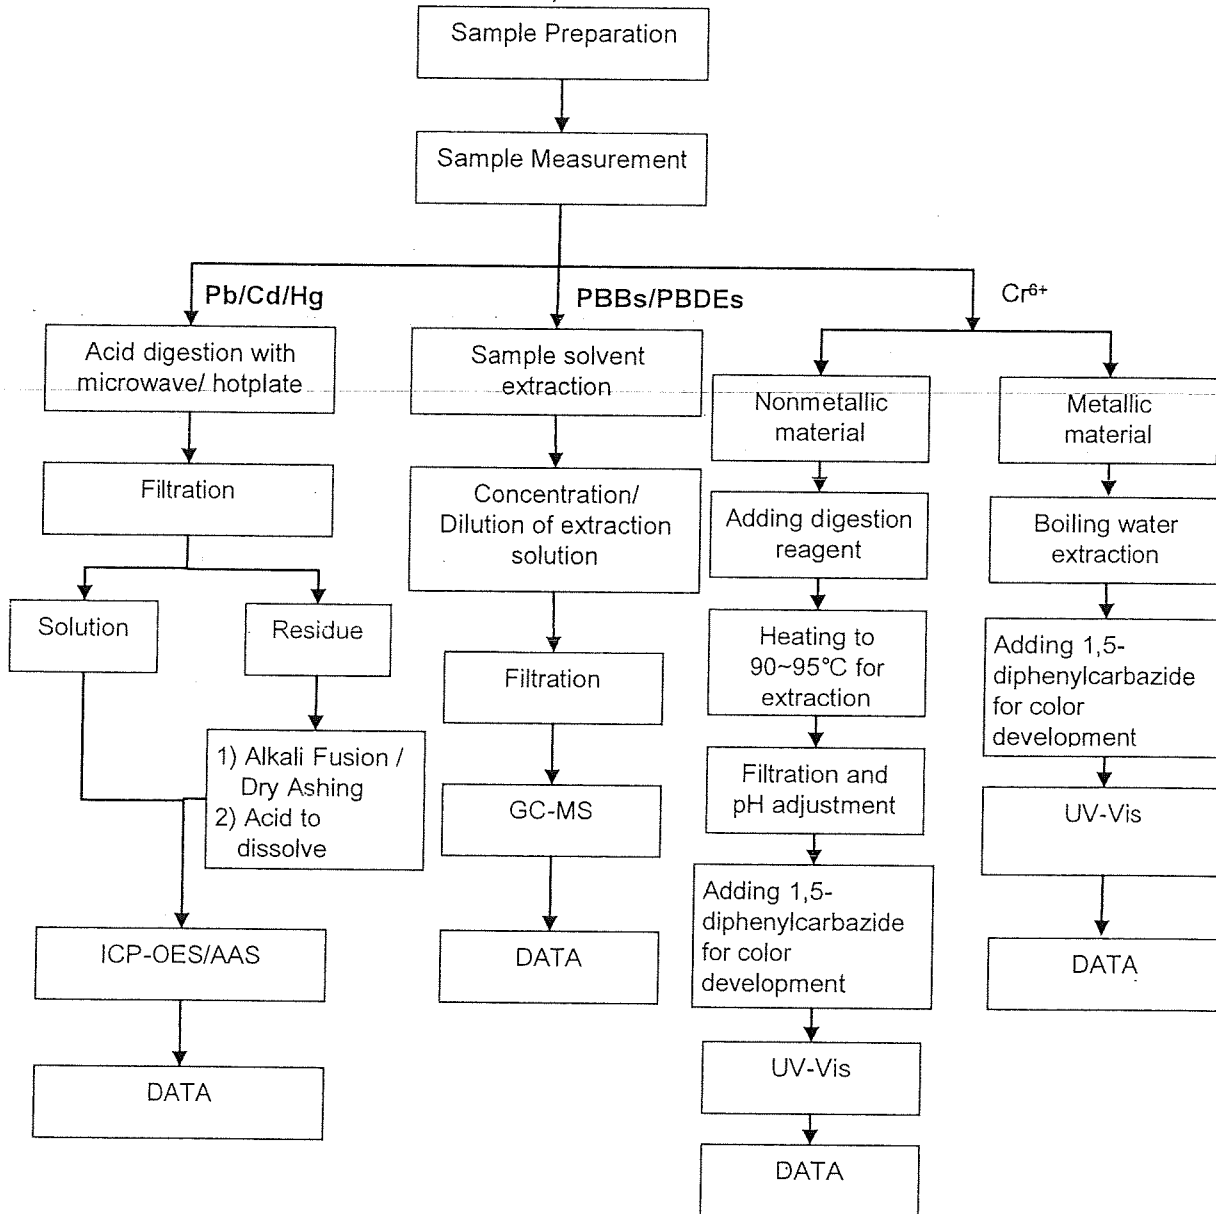 Sample Preparation
Sample Measurement
Pb/Cd/Hg
PBBs/PBDEs
Cr⁶⁺
Acid digestion with
microwave/ hotplate
Filtration
Solution
Residue
1) Alkali Fusion /
Dry Ashing
2) Acid to
dissolve
ICP-OES/AAS
DATA
Sample solvent
extraction
Concentration/
Dilution of extraction
solution
Filtration
GC-MS
DATA
Nonmetallic
material
Adding digestion
reagent
Heating to
90~95°C for
extraction
Filtration and
pH adjustment
Adding 1,5-
diphenylcarbazide
for color
development
UV-Vis
DATA
Metallic
material
Boiling water
extraction
Adding 1,5-
diphenylcarbazide
for color
development
UV-Vis
DATA